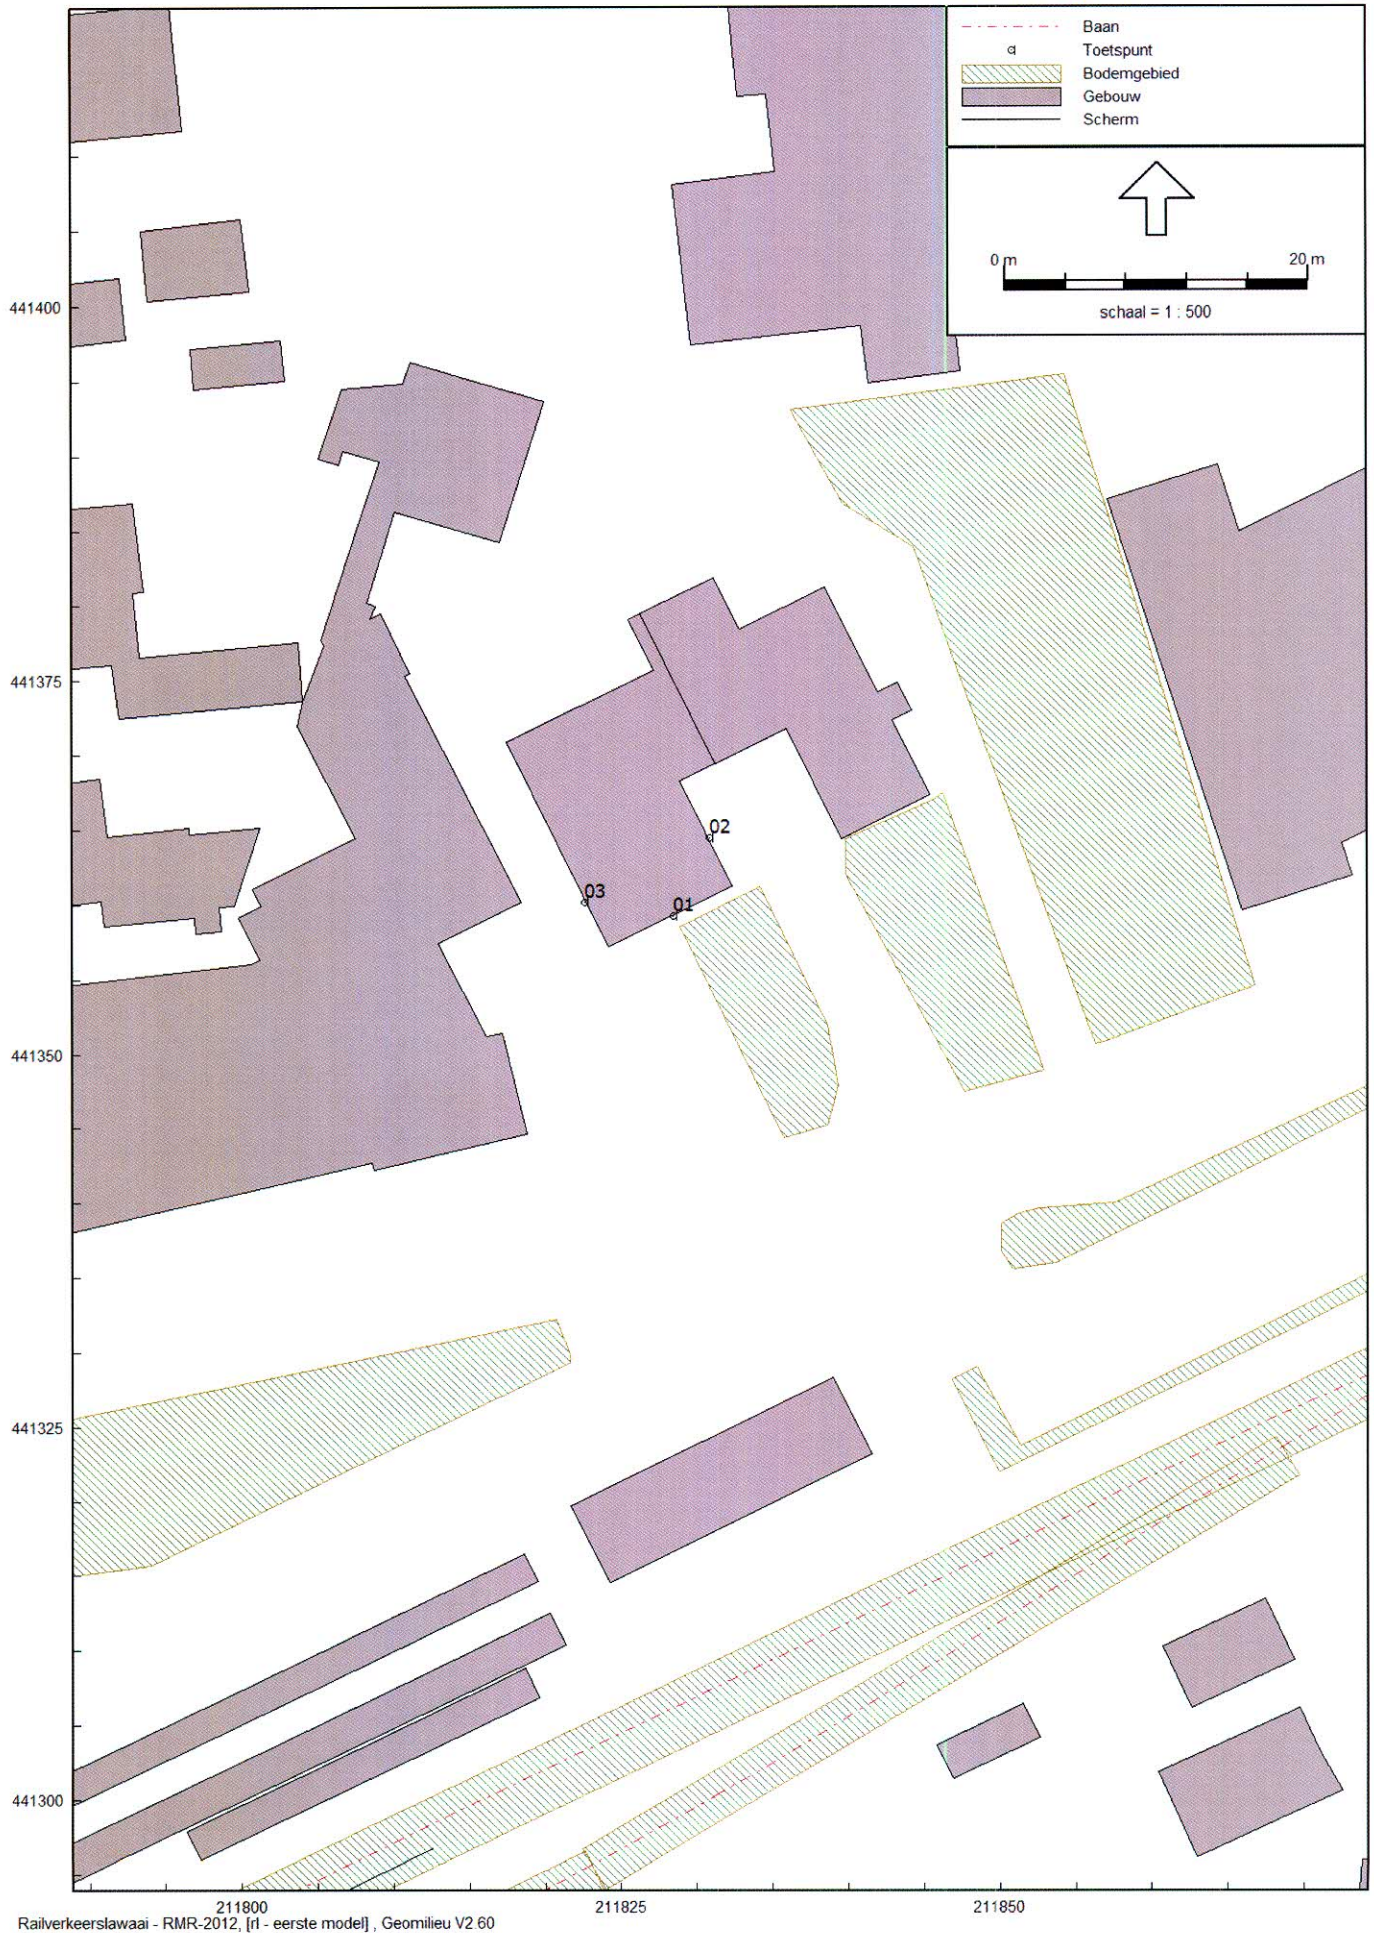 Baan
Toetspunt
Bodemgebied
Gebouw
Scherm
0 m 20 m
schaal = 1 : 500
441400
441375
02
03
01
441350
441325
441300
211800 211825 211850
Railverkeerslawaai - RMR-2012, [rl - eerste model] , Geomilieu V2.60